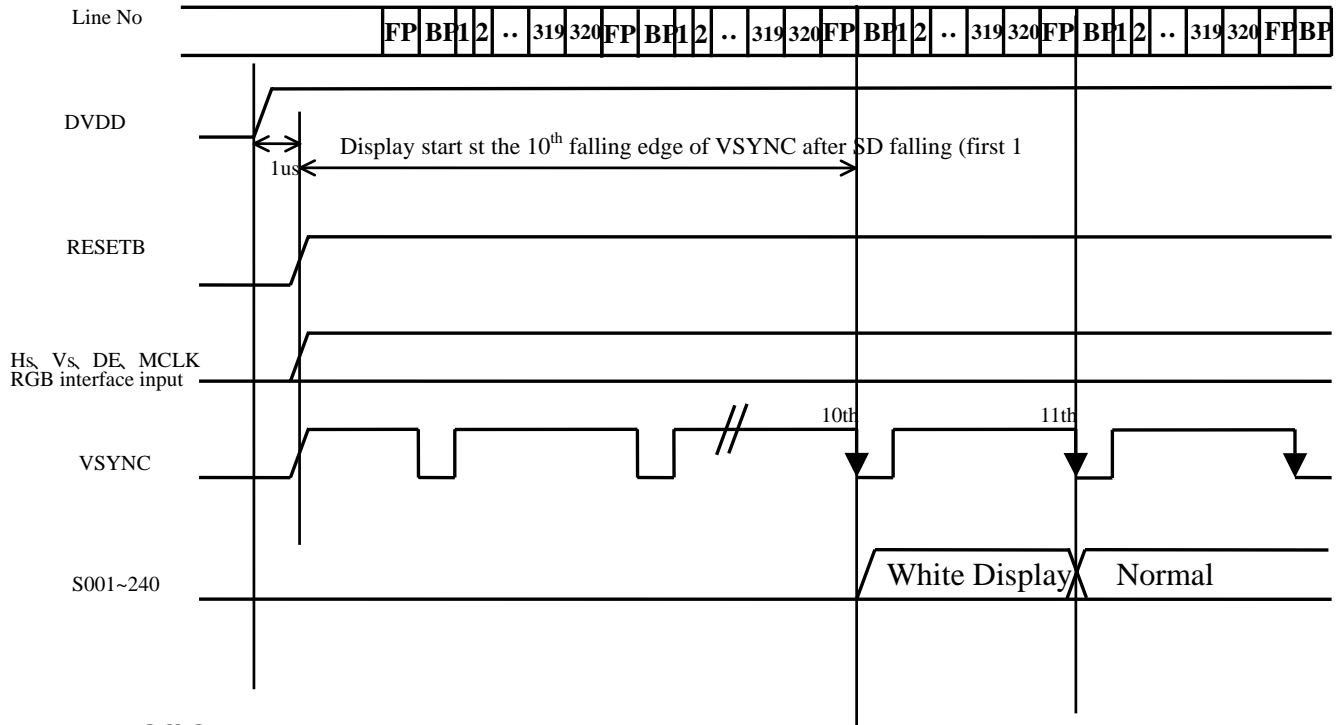 Line No
FP BP 1 2 .. 319 320 FP BP 1 2 .. 319 320 FP BP 1 2 .. 319 320 FP BP 1 2 .. 319 320 FP BP
DVDD
Display start st the 10th falling edge of VSYNC after SD falling (first 1
1us
RESETB
Hs、Vs、DE、MCLK
RGB interface input
10th
11th
VSYNC
S001~240
White Display
Normal